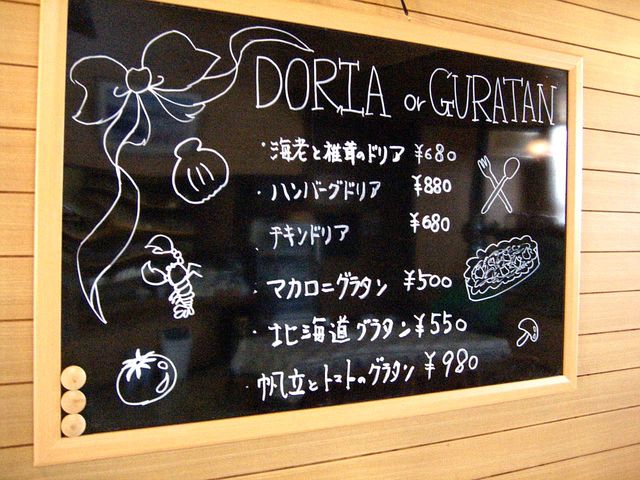 DORIA or GURATAN
・海老と椎茸のドリア ¥680
・ハンバーグドリア ¥880
・チキンドリア ¥680
・マカロニグラタン ¥500
・北海道グラタン ¥550
・帆立とトマトのグラタン ¥980